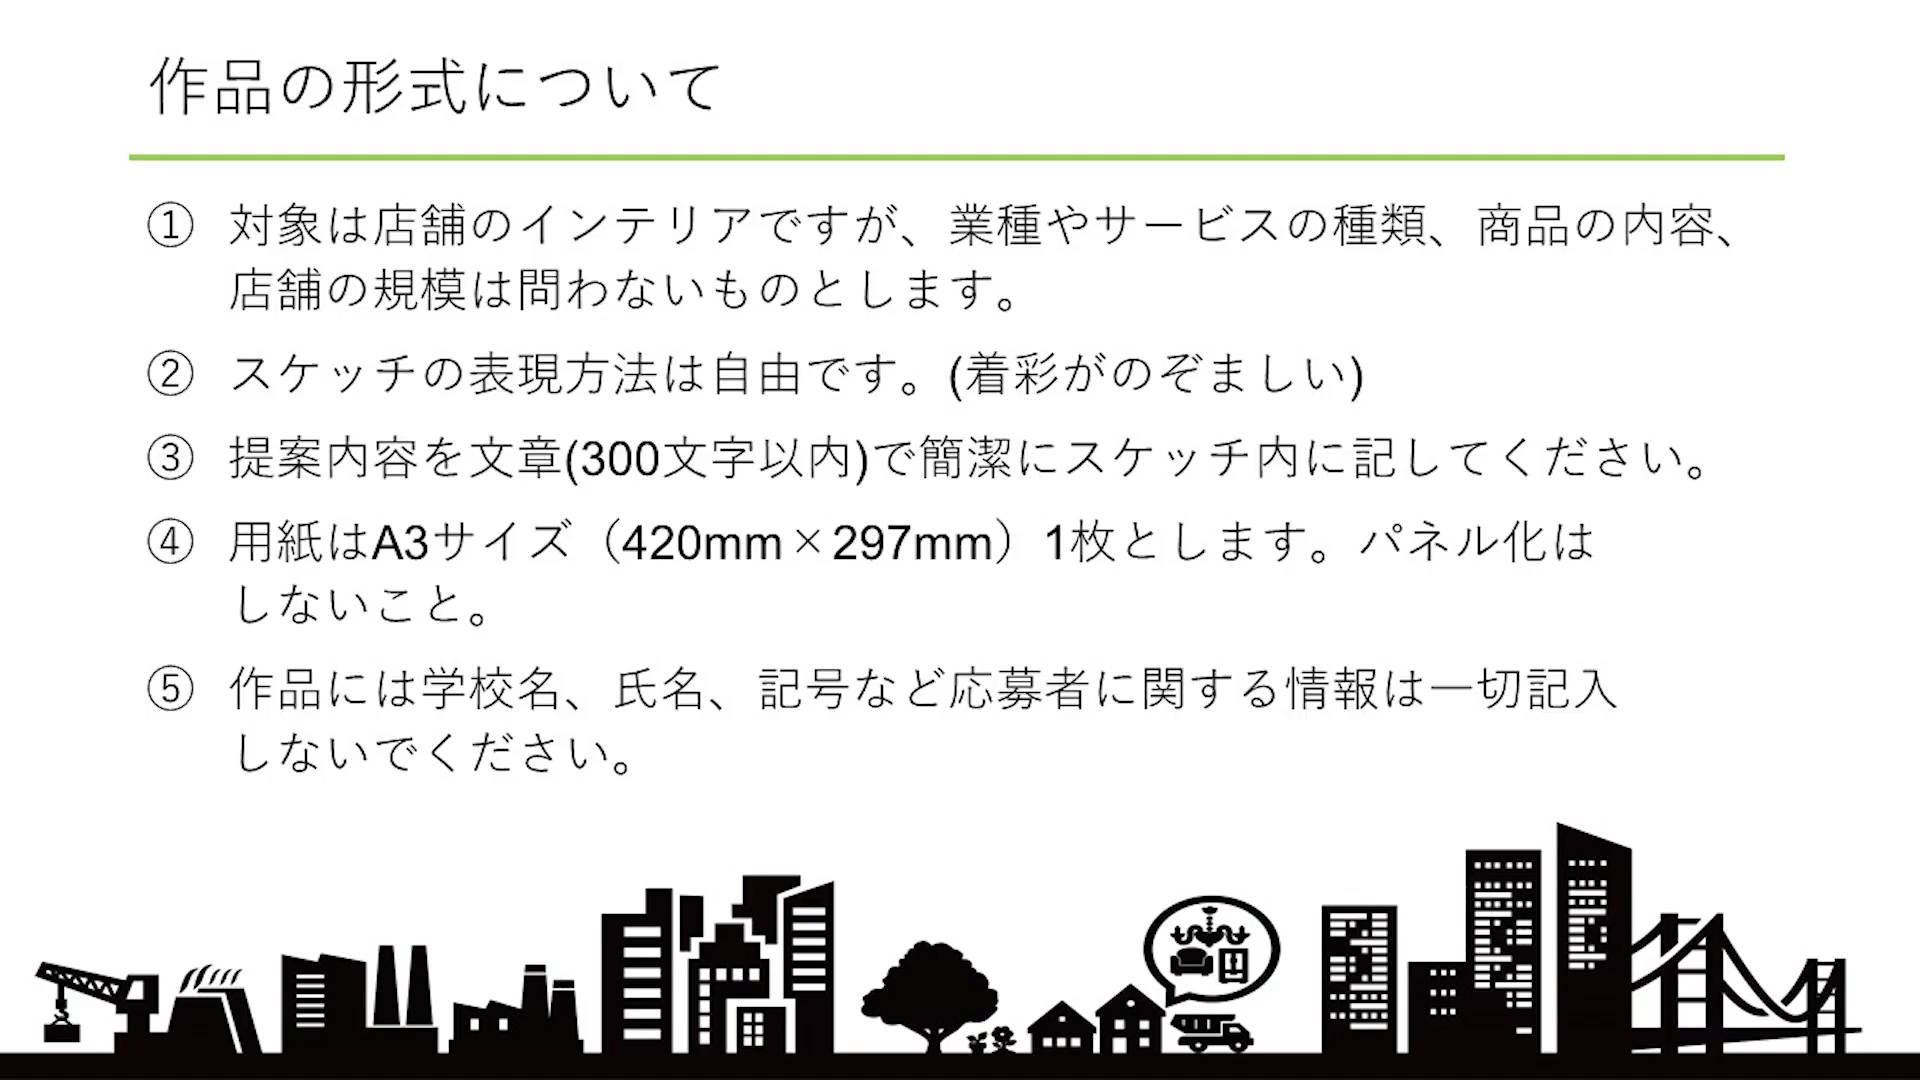 作品の形式について
① 対象は店舗のインテリアですが、業種やサービスの種類、商品の内容、
店舗の規模は問わないものとします。
② スケッチの表現方法は自由です。(着彩がのぞましい)
③ 提案内容を文章(300文字以内)で簡潔にスケッチ内に記してください。
④ 用紙はA3サイズ（420mm×297mm）1枚とします。パネル化は
しないこと。
⑤ 作品には学校名、氏名、記号など応募者に関する情報は一切記入
しないでください。